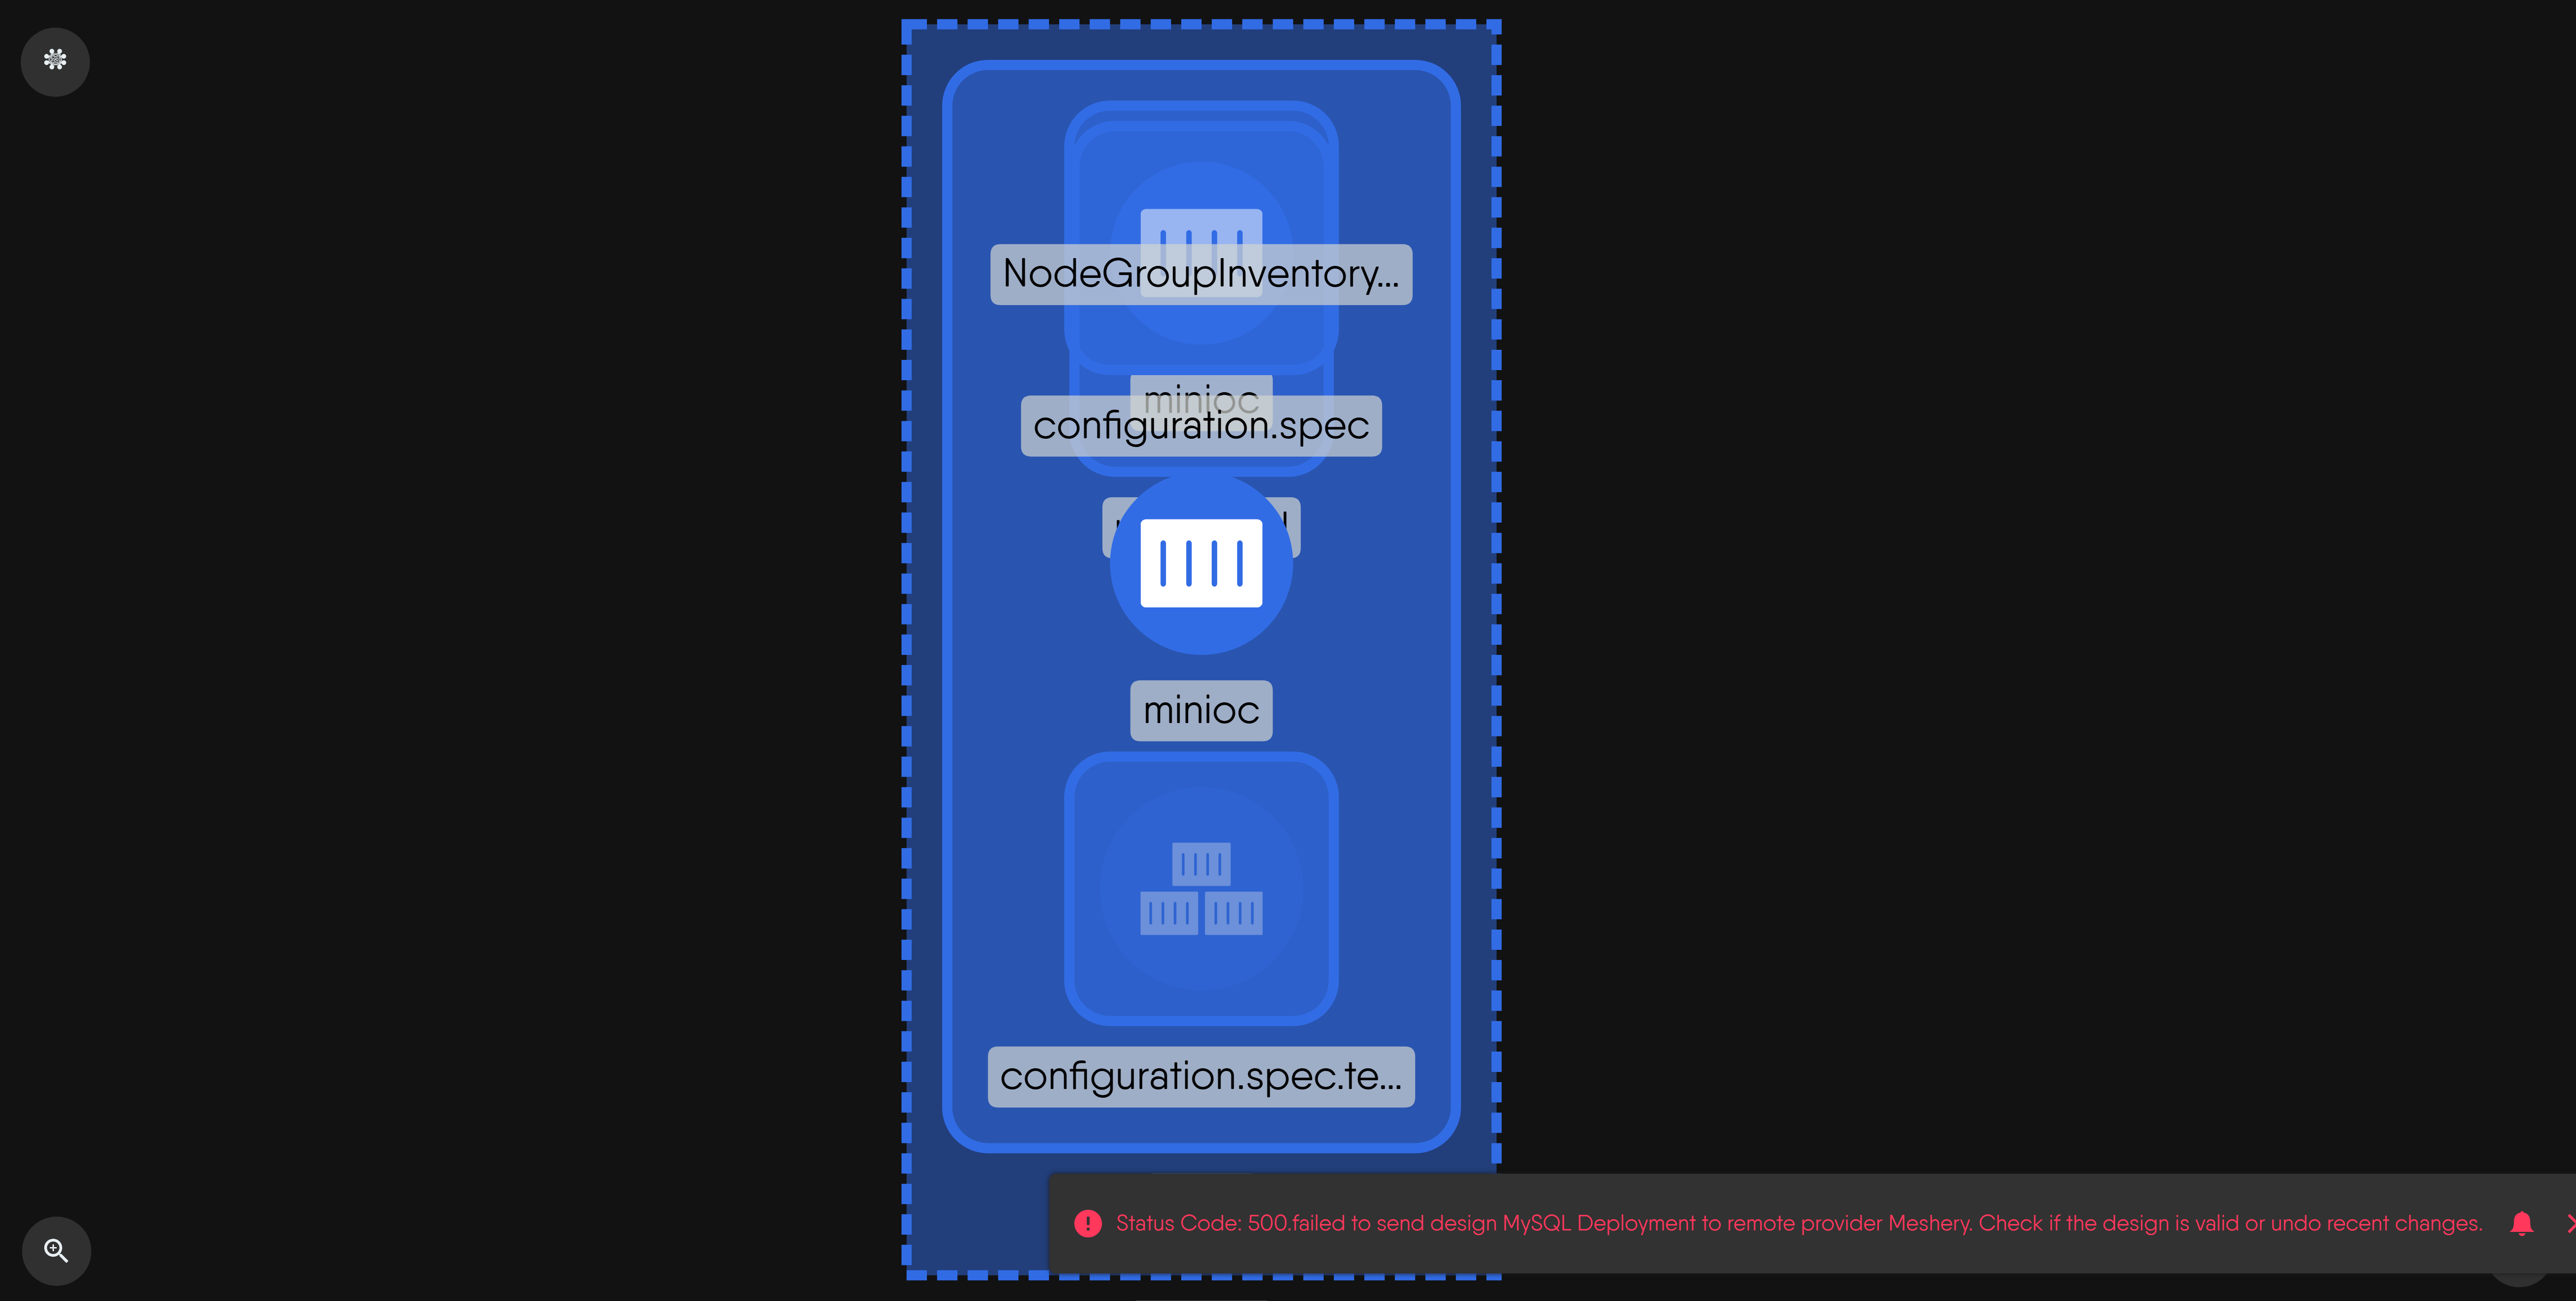 NodeGroupInventory...
minioc
configuration.spec
minioc
configuration.spec.te...
Status Code: 500.failed to send design MySQL Deployment to remote provider Meshery. Check if the design is valid or undo recent changes.